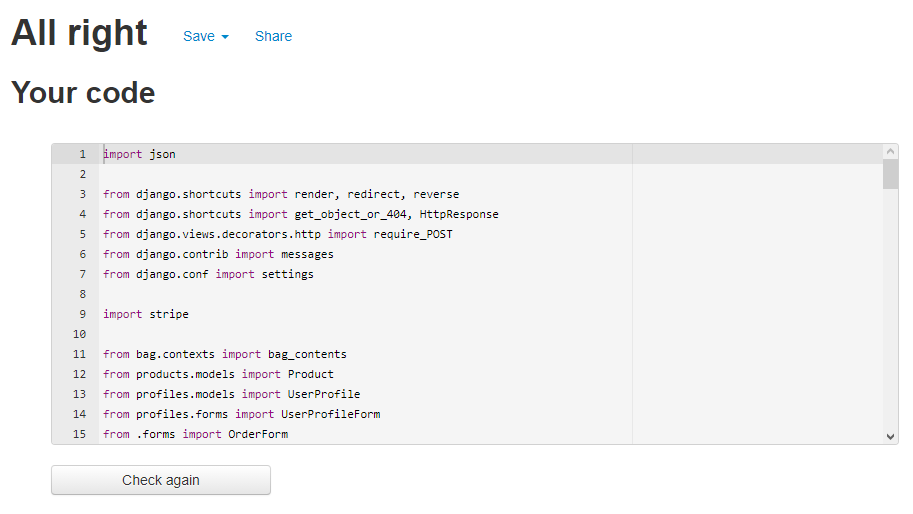 All right Save Share
Your code
1 import json
2
3 from django.shortcuts import render, redirect, reverse
4 from django.shortcuts import get_object_or_404, HttpResponse
5 from django.views.decorators.http import require_POST
6 from django.contrib import messages
7 from django.conf import settings
8
9 import stripe
10
11 from bag.contexts import bag_contents
12 from products.models import Product
13 from profiles.models import UserProfile
14 from profiles.forms import UserProfileForm
15 from .forms import OrderForm
Check again